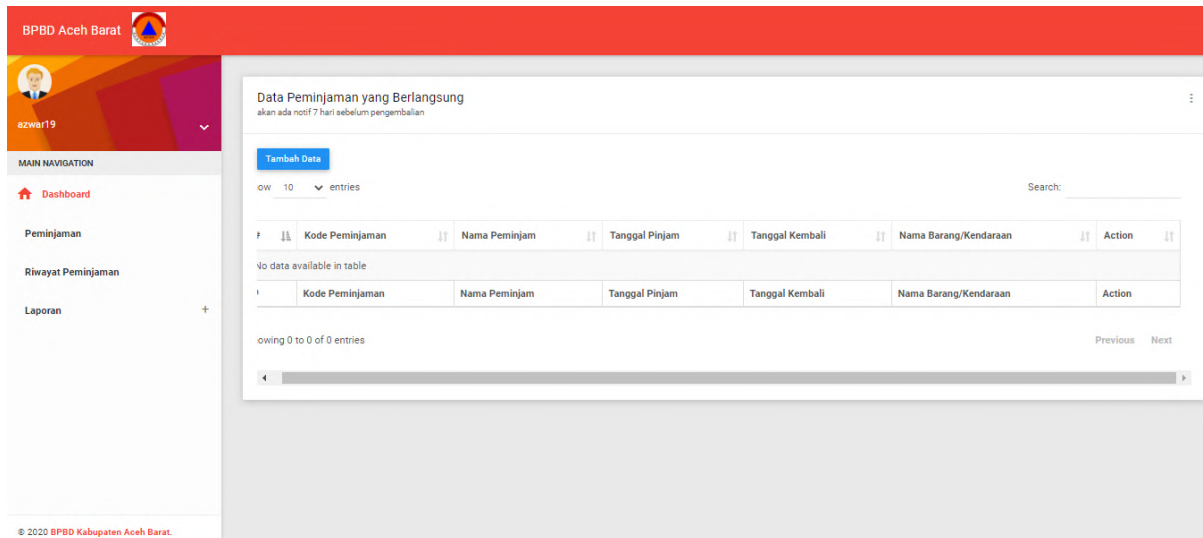 BPBD Aceh Barat
azwar19
MAIN NAVIGATION
Dashboard
Peminjaman
Riwayat Peminjaman
Laporan +
© 2020 BPBD Kabupaten Aceh Barat.
Data Peminjaman yang Berlangsung
akan ada notif 7 hari sebelum pengembalian
Tambah Data
ow 10 entries
Search:
# Kode Peminjaman Nama Peminjam Tanggal Pinjam Tanggal Kembali Nama Barang/Kendaraan Action
No data available in table
Kode Peminjaman Nama Peminjam Tanggal Pinjam Tanggal Kembali Nama Barang/Kendaraan Action
owing 0 to 0 of 0 entries
Previous Next